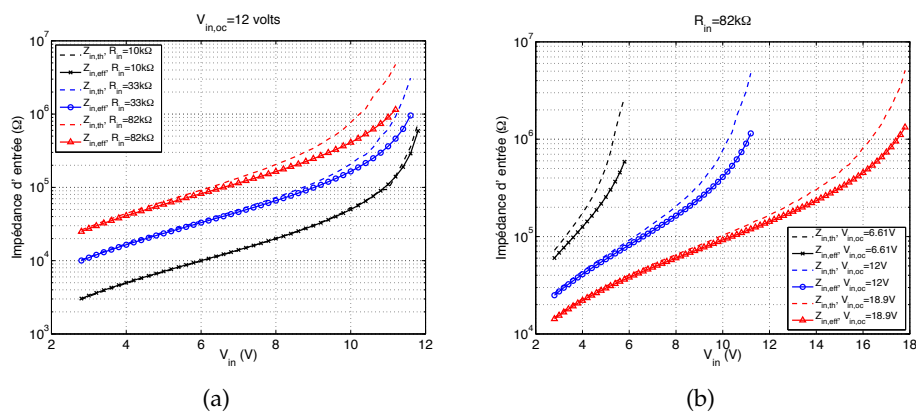 V_in,oc=12 volts
10^7
10^6
10^5
10^4
10^3
Impédance d' entrée (Ω)
Z_in,th, R_in=10kΩ
Z_in,eff, R_in=10kΩ
Z_in,th, R_in=33kΩ
Z_in,eff, R_in=33kΩ
Z_in,th, R_in=82kΩ
Z_in,eff, R_in=82kΩ
2 4 6 8 10 12
V_in (V)
(a)
R_in=82kΩ
10^7
10^6
10^5
10^4
Impédance d' entrée (Ω)
Z_in,th, V_in,oc=6.61V
Z_in,eff, V_in,oc=6.61V
Z_in,th, V_in,oc=12V
Z_in,eff, V_in,oc=12V
Z_in,th, V_in,oc=18.9V
Z_in,eff, V_in,oc=18.9V
2 4 6 8 10 12 14 16 18
V_in (V)
(b)